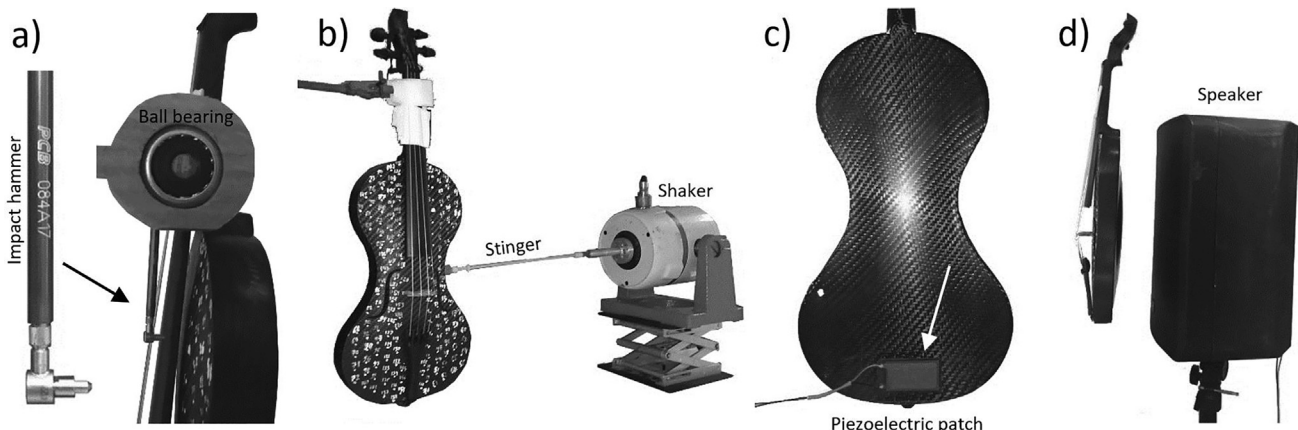 a)
Impact hammer
PCB 084A17
Ball bearing
b)
Stinger
Shaker
c)
Piezoelectric patch
d)
Speaker